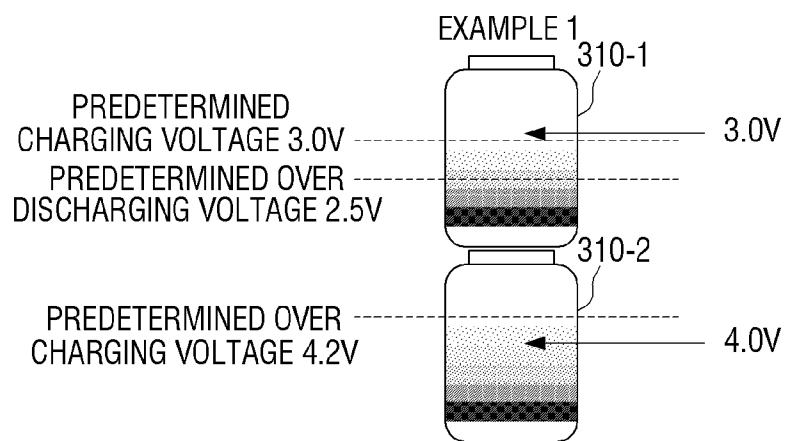 EXAMPLE 1
310-1
PREDETERMINED
CHARGING VOLTAGE 3.0V
3.0V
PREDETERMINED OVER
DISCHARGING VOLTAGE 2.5V
310-2
PREDETERMINED OVER
CHARGING VOLTAGE 4.2V
4.0V